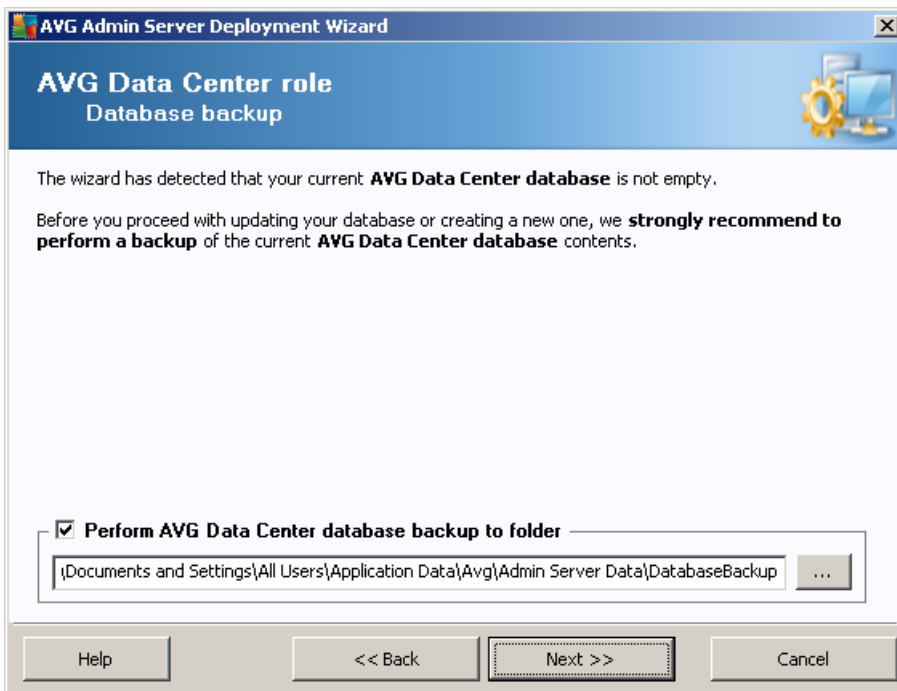 AVG Admin Server Deployment Wizard
AVG Data Center role
Database backup
The wizard has detected that your current AVG Data Center database is not empty.
Before you proceed with updating your database or creating a new one, we strongly recommend to
perform a backup of the current AVG Data Center database contents.
Perform AVG Data Center database backup to folder
\Documents and Settings\All Users\Application Data\Avg\Admin Server Data\DatabaseBackup
...
Help
<< Back
Next >>
Cancel